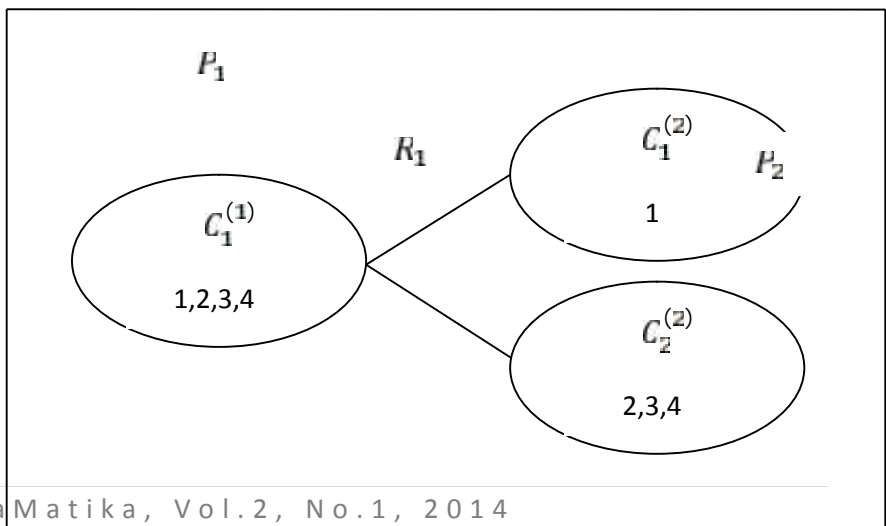 P₁
R₁
C₁⁽²⁾
P₂
1
C₁⁽¹⁾
1,2,3,4
C₂⁽²⁾
2,3,4
aMatika, Vol.2, No.1, 2014